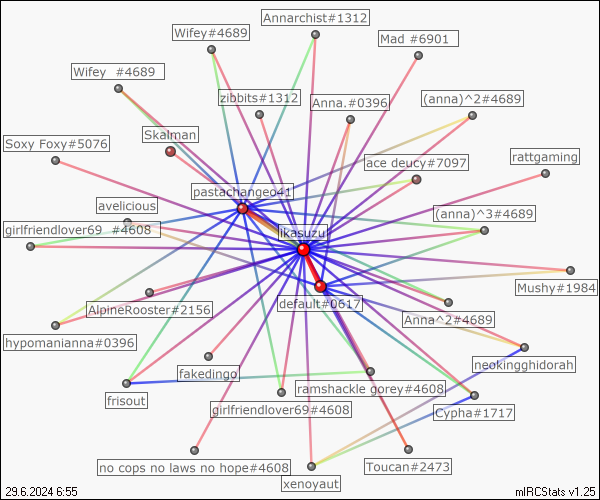 Annarchist#1312
Wifey#4689
Mad #6901
Wifey  #4689
zibbits#1312
Anna.#0396
(anna)^2#4689
Skalman
Soxy Foxy#5076
ace deucy#7097
rattgaming
pastachangeo41
avelicious
(anna)^3#4689
girlfriendlover69  #4608
ikasuzu
Mushy#1984
default#0617
AlpineRooster#2156
Anna^2#4689
hypomanianna#0396
neokingghidorah
fakedingo
ramshackle gorey#4608
frisout
girlfriendlover69#4608
Cypha#1717
no cops no laws no hope#4608
Toucan#2473
xenoyaut
29.6.2024 6:55
mIRCStats v1.25